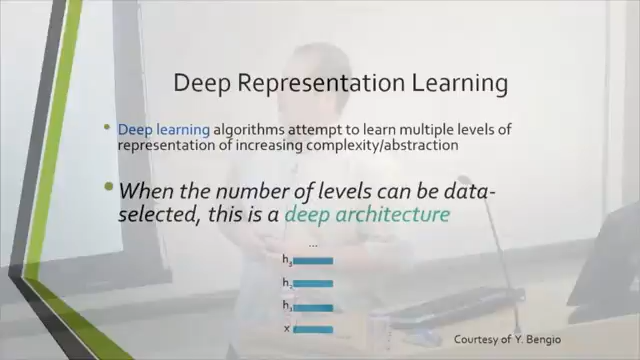 Deep Representation Learning
Deep learning algorithms attempt to learn multiple levels of
representation of increasing complexity/abstraction
When the number of levels can be data-
selected, this is a deep architecture
...
h3
h2
h1
x
Courtesy of Y. Bengio